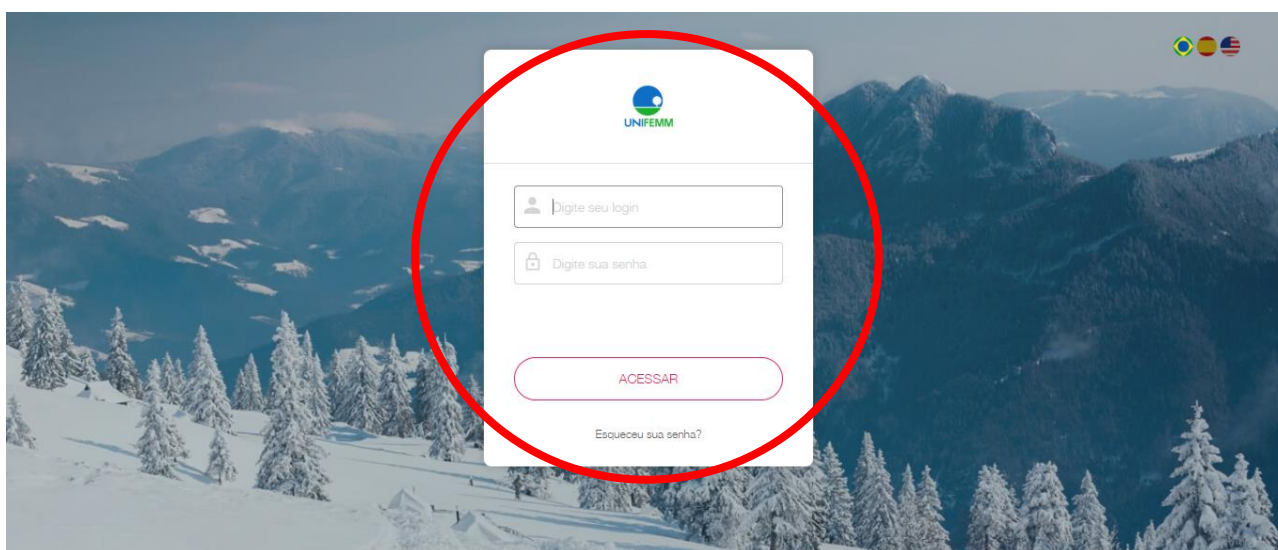 UNIFEMM
Digite seu login
Digite sua senha
ACESSAR
Esqueceu sua senha?